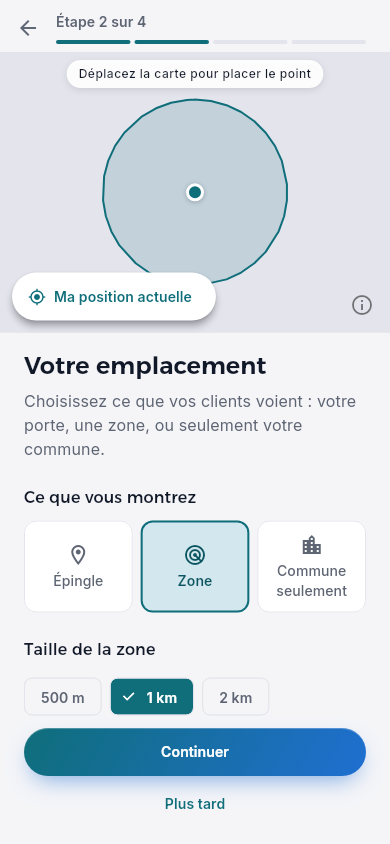 Étape 2 sur 4
Déplacez la carte pour placer le point
Ma position actuelle
Votre emplacement
Choisissez ce que vos clients voient : votre
porte, une zone, ou seulement votre
commune.
Ce que vous montrez
Épingle
Zone
Commune
seulement
Taille de la zone
500 m
1 km
2 km
Continuer
Plus tard